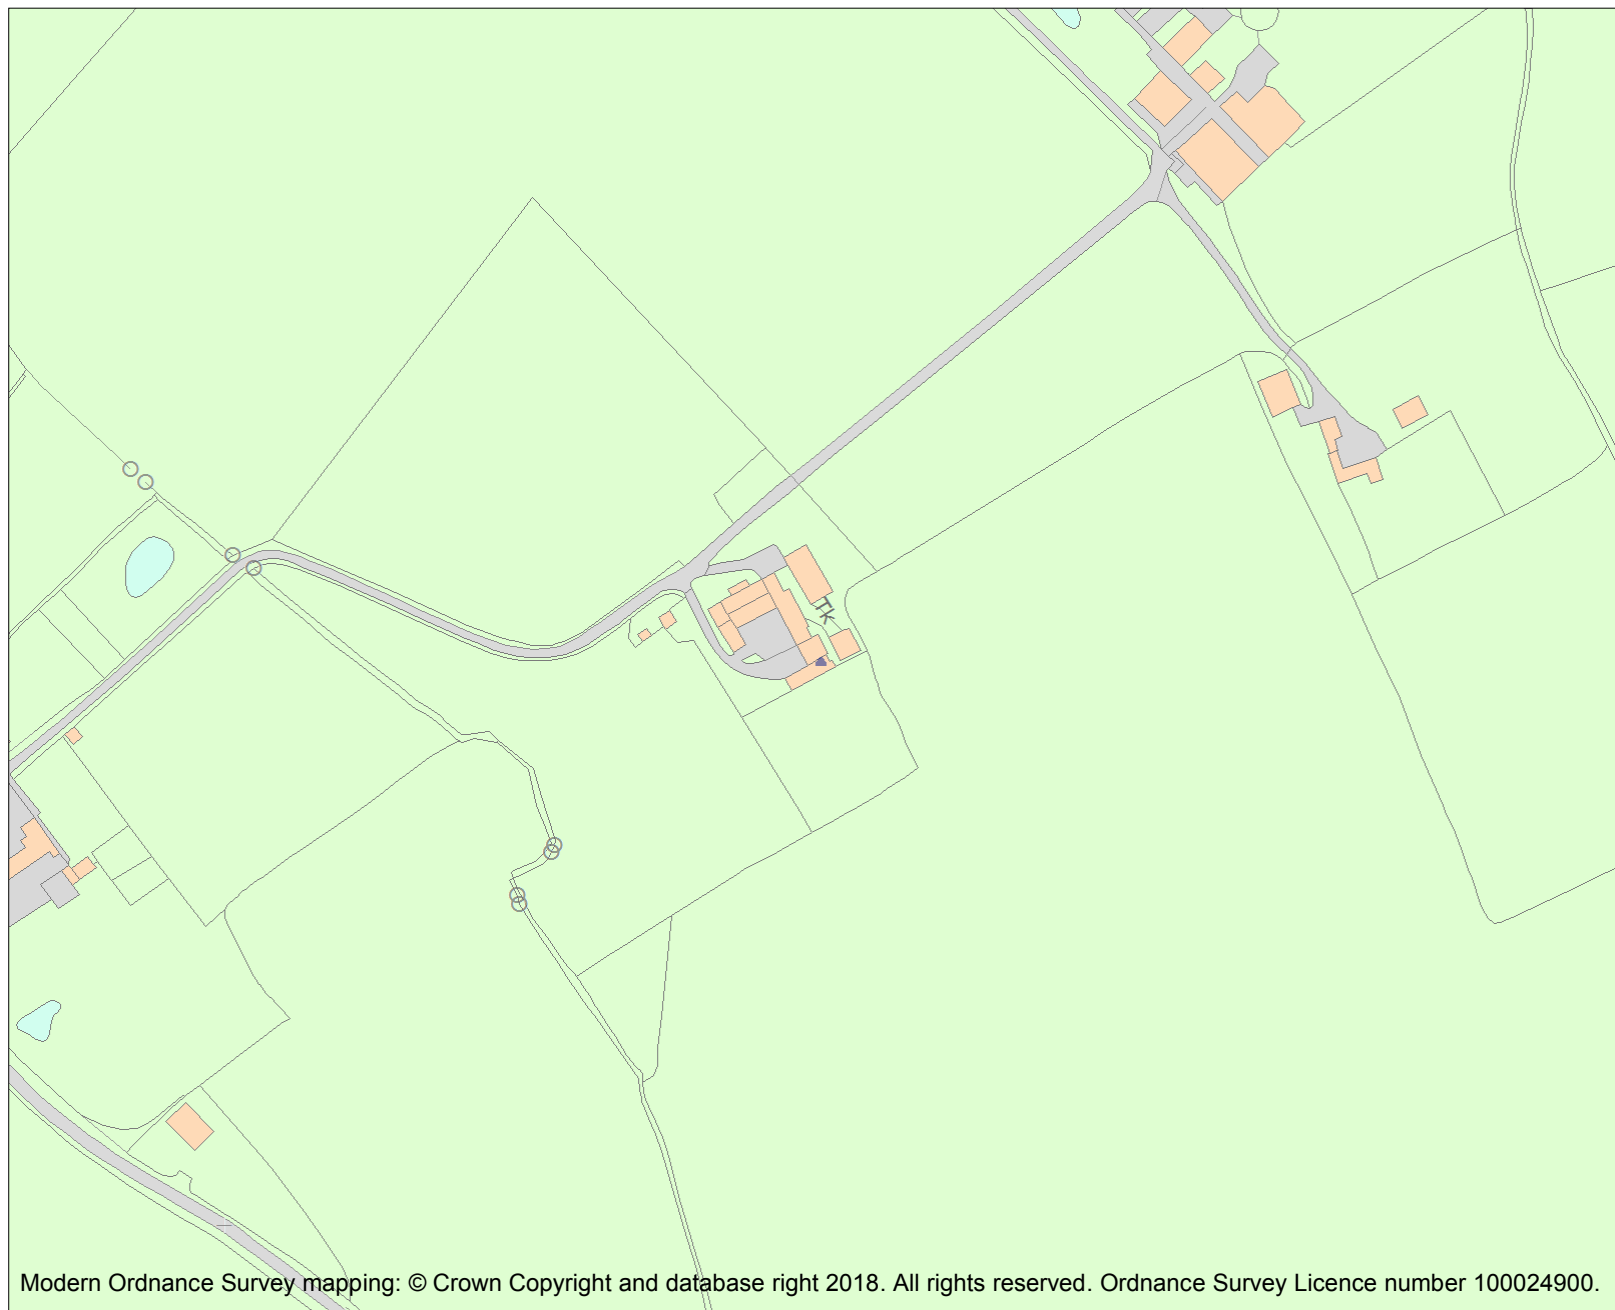 Tk
Modern Ordnance Survey mapping: © Crown Copyright and database right 2018. All rights reserved. Ordnance Survey Licence number 100024900.